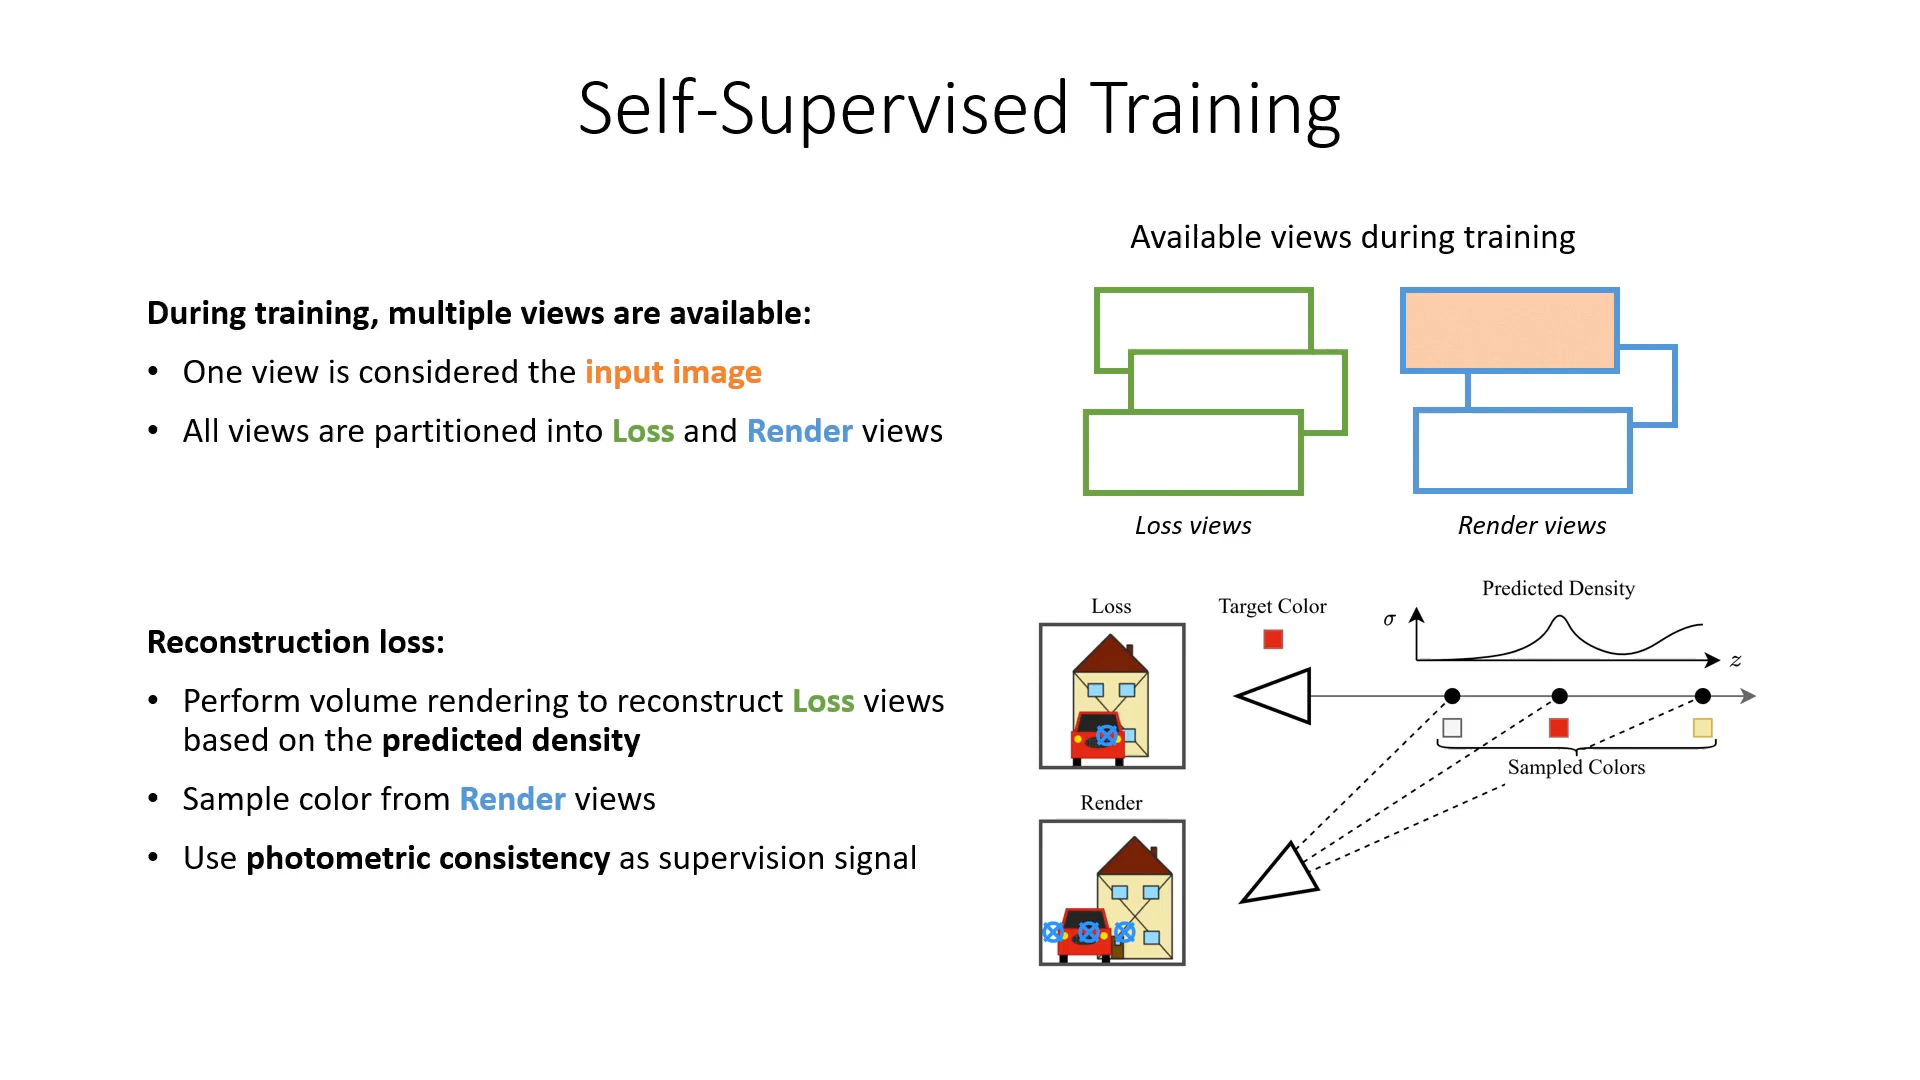 Self-Supervised Training
During training, multiple views are available:
• One view is considered the input image
• All views are partitioned into Loss and Render views
Available views during training
Loss views
Render views
Reconstruction loss:
• Perform volume rendering to reconstruct Loss views
based on the predicted density
• Sample color from Render views
• Use photometric consistency as supervision signal
Loss
Target Color
Predicted Density
σ
z
Sampled Colors
Render